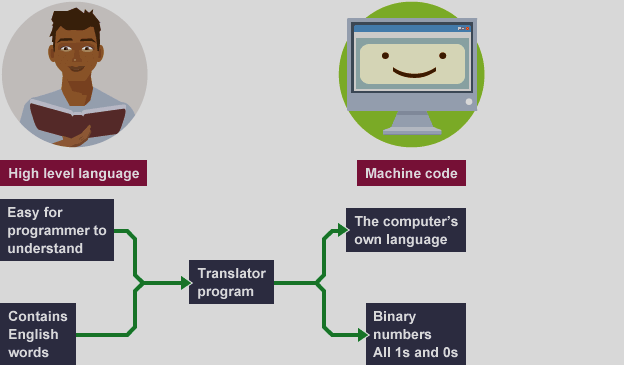 High level language
Machine code
Easy for
programmer to
understand
The computer's
own language
Translator
program
Contains
English
words
Binary
numbers
All 1s and 0s